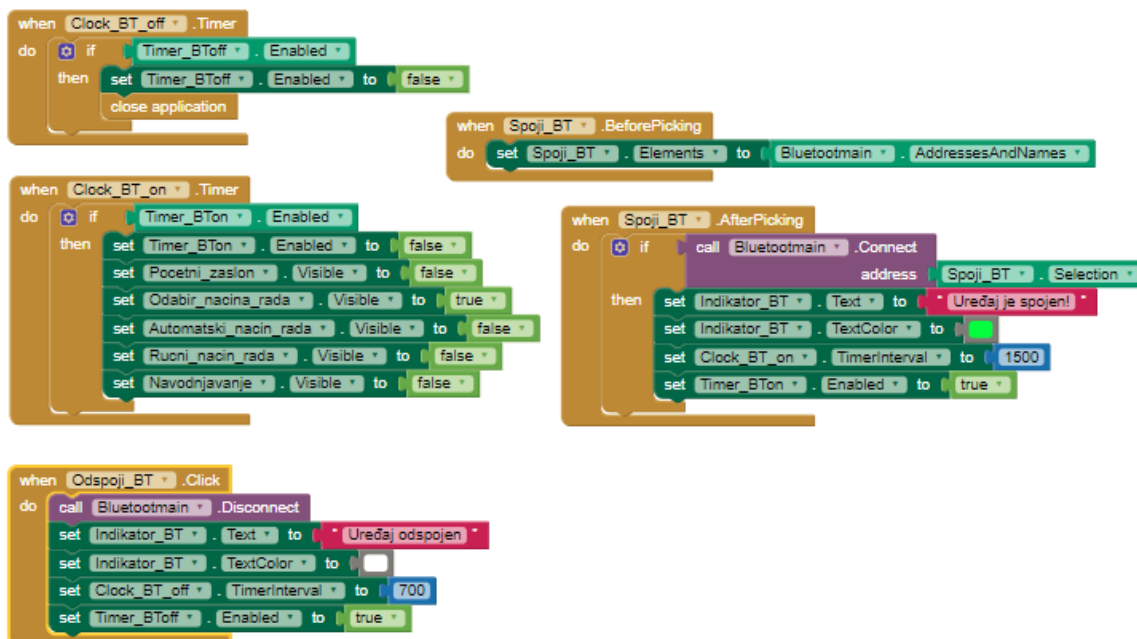 when Clock_BT_off .Timer
do if Timer_BToff . Enabled
then set Timer_BToff . Enabled to false
close application
when Spoji_BT .BeforePicking
do set Spoji_BT . Elements to Bluetootmain . AddressesAndNames
when Clock_BT_on .Timer
do if Timer_BTon . Enabled
then set Timer_BTon . Enabled to false
set Pocetni_zaslon . Visible to false
set Odabir_nacina_rada . Visible to true
set Automatski_nacin_rada . Visible to false
set Rucni_nacin_rada . Visible to false
set Navodnjavanje . Visible to false
when Spoji_BT .AfterPicking
do if call Bluetootmain .Connect
address Spoji_BT . Selection
then set Indikator_BT . Text to " Uređaj je spojen! "
set Indikator_BT . TextColor to
set Clock_BT_on . TimerInterval to 1500
set Timer_BTon . Enabled to true
when Odspoji_BT .Click
do call Bluetootmain .Disconnect
set Indikator_BT . Text to " Uređaj odspojen "
set Indikator_BT . TextColor to
set Clock_BT_off . TimerInterval to 700
set Timer_BToff . Enabled to true